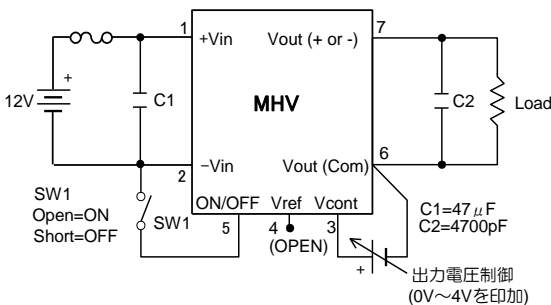 1
+Vin
Vout (+ or -)
7
+
12V
C1
MHV
C2
Load
−Vin
2
Vout (Com)
6
SW1
Open=ON
Short=OFF
SW1
ON/OFF
Vref
Vcont
5
4
3
(OPEN)
C1=47μF
C2=4700pF
+
出力電圧制御
(0V～4Vを印加)